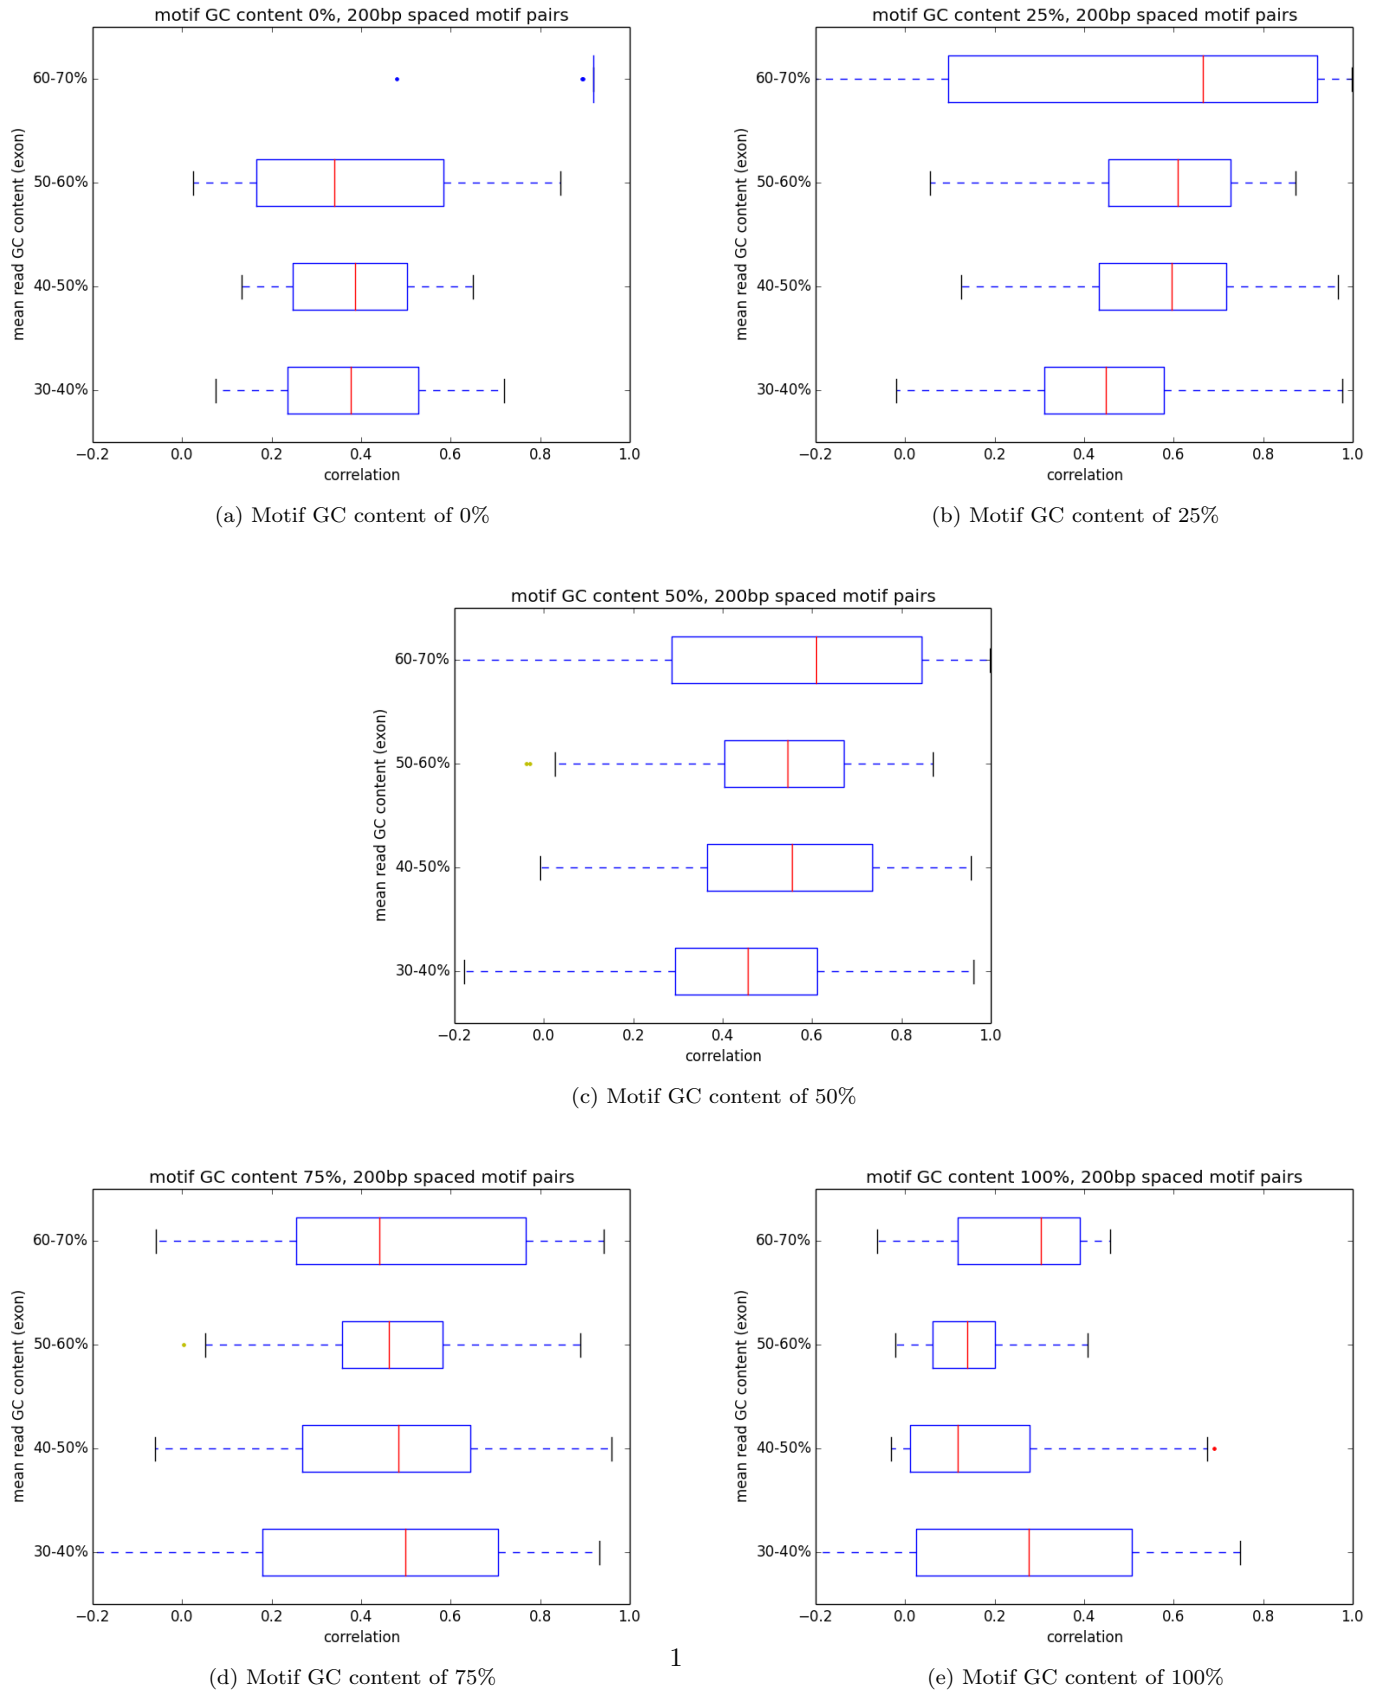 motif GC content 0%, 200bp spaced motif pairs
mean read GC content (exon)
60-70%
50-60%
40-50%
30-40%
−0.2 0.0 0.2 0.4 0.6 0.8 1.0
correlation
(a) Motif GC content of 0%
motif GC content 25%, 200bp spaced motif pairs
mean read GC content (exon)
60-70%
50-60%
40-50%
30-40%
−0.2 0.0 0.2 0.4 0.6 0.8 1.0
correlation
(b) Motif GC content of 25%
motif GC content 50%, 200bp spaced motif pairs
mean read GC content (exon)
60-70%
50-60%
40-50%
30-40%
−0.2 0.0 0.2 0.4 0.6 0.8 1.0
correlation
(c) Motif GC content of 50%
motif GC content 75%, 200bp spaced motif pairs
mean read GC content (exon)
60-70%
50-60%
40-50%
30-40%
−0.2 0.0 0.2 0.4 0.6 0.8 1.0
correlation
(d) Motif GC content of 75%
motif GC content 100%, 200bp spaced motif pairs
mean read GC content (exon)
60-70%
50-60%
40-50%
30-40%
−0.2 0.0 0.2 0.4 0.6 0.8 1.0
correlation
(e) Motif GC content of 100%
1